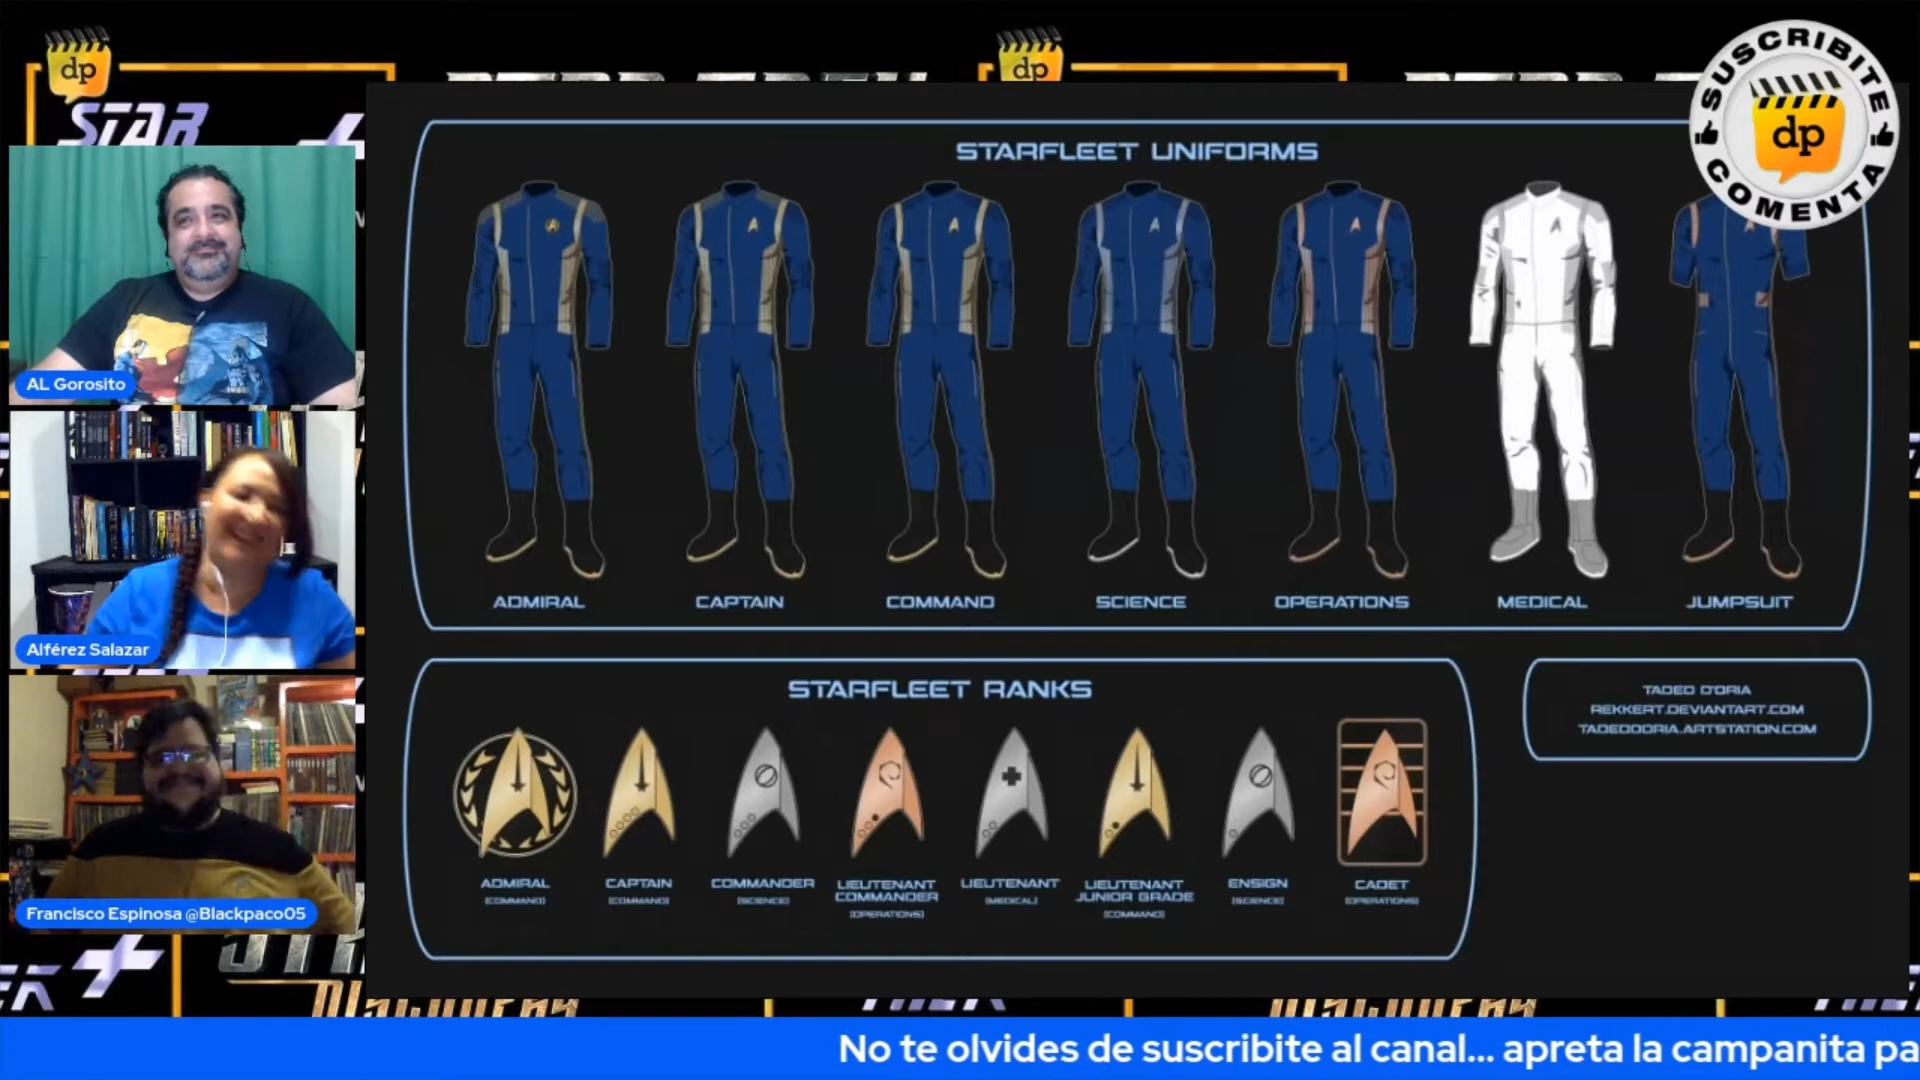 dp
dp
STAR
SUSCRIBITE
dp
COMENTA
STARFLEET UNIFORMS
ADMIRAL
CAPTAIN
COMMAND
SCIENCE
OPERATIONS
MEDICAL
JUMPSUIT
AL Gorosito
Alférez Salazar
Francisco Espinosa @Blackpaco05
STARFLEET RANKS
ADMIRAL
(COMMAND)
CAPTAIN
(COMMAND)
COMMANDER
(SCIENCE)
LIEUTENANT
COMMANDER
(OPERATIONS)
LIEUTENANT
(MEDICAL)
LIEUTENANT
JUNIOR GRADE
(COMMAND)
ENSIGN
(SCIENCE)
CADET
(OPERATIONS)
TADEO D'ORIA
REKKERT.DEVIANTART.COM
TADEODORIA.ARTSTATION.COM
No te olvides de suscribite al canal... apreta la campanita pa